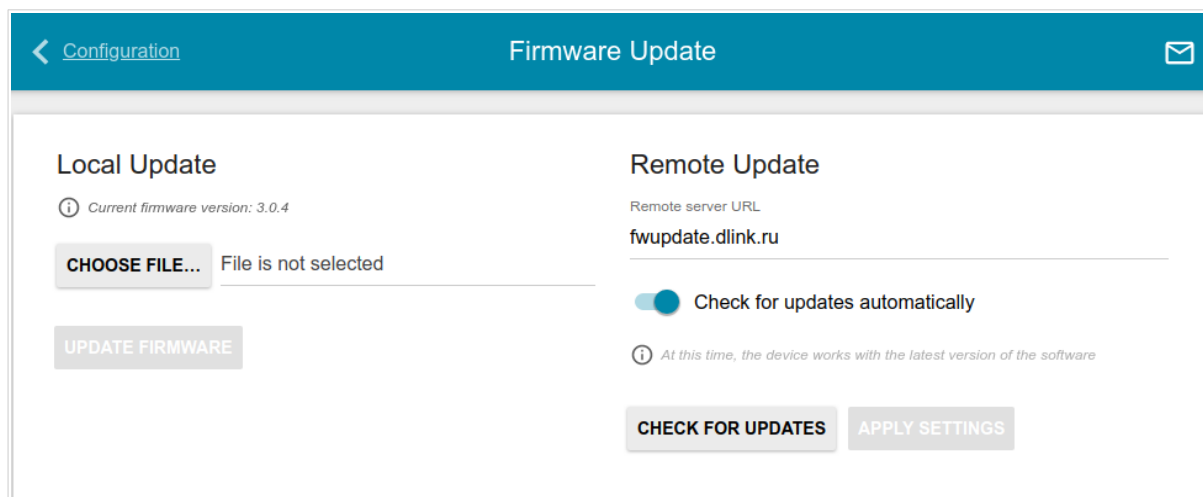 Configuration
Firmware Update
Local Update
Current firmware version: 3.0.4
CHOOSE FILE...
File is not selected
UPDATE FIRMWARE
Remote Update
Remote server URL
fwupdate.dlink.ru
Check for updates automatically
At this time, the device works with the latest version of the software
CHECK FOR UPDATES
APPLY SETTINGS